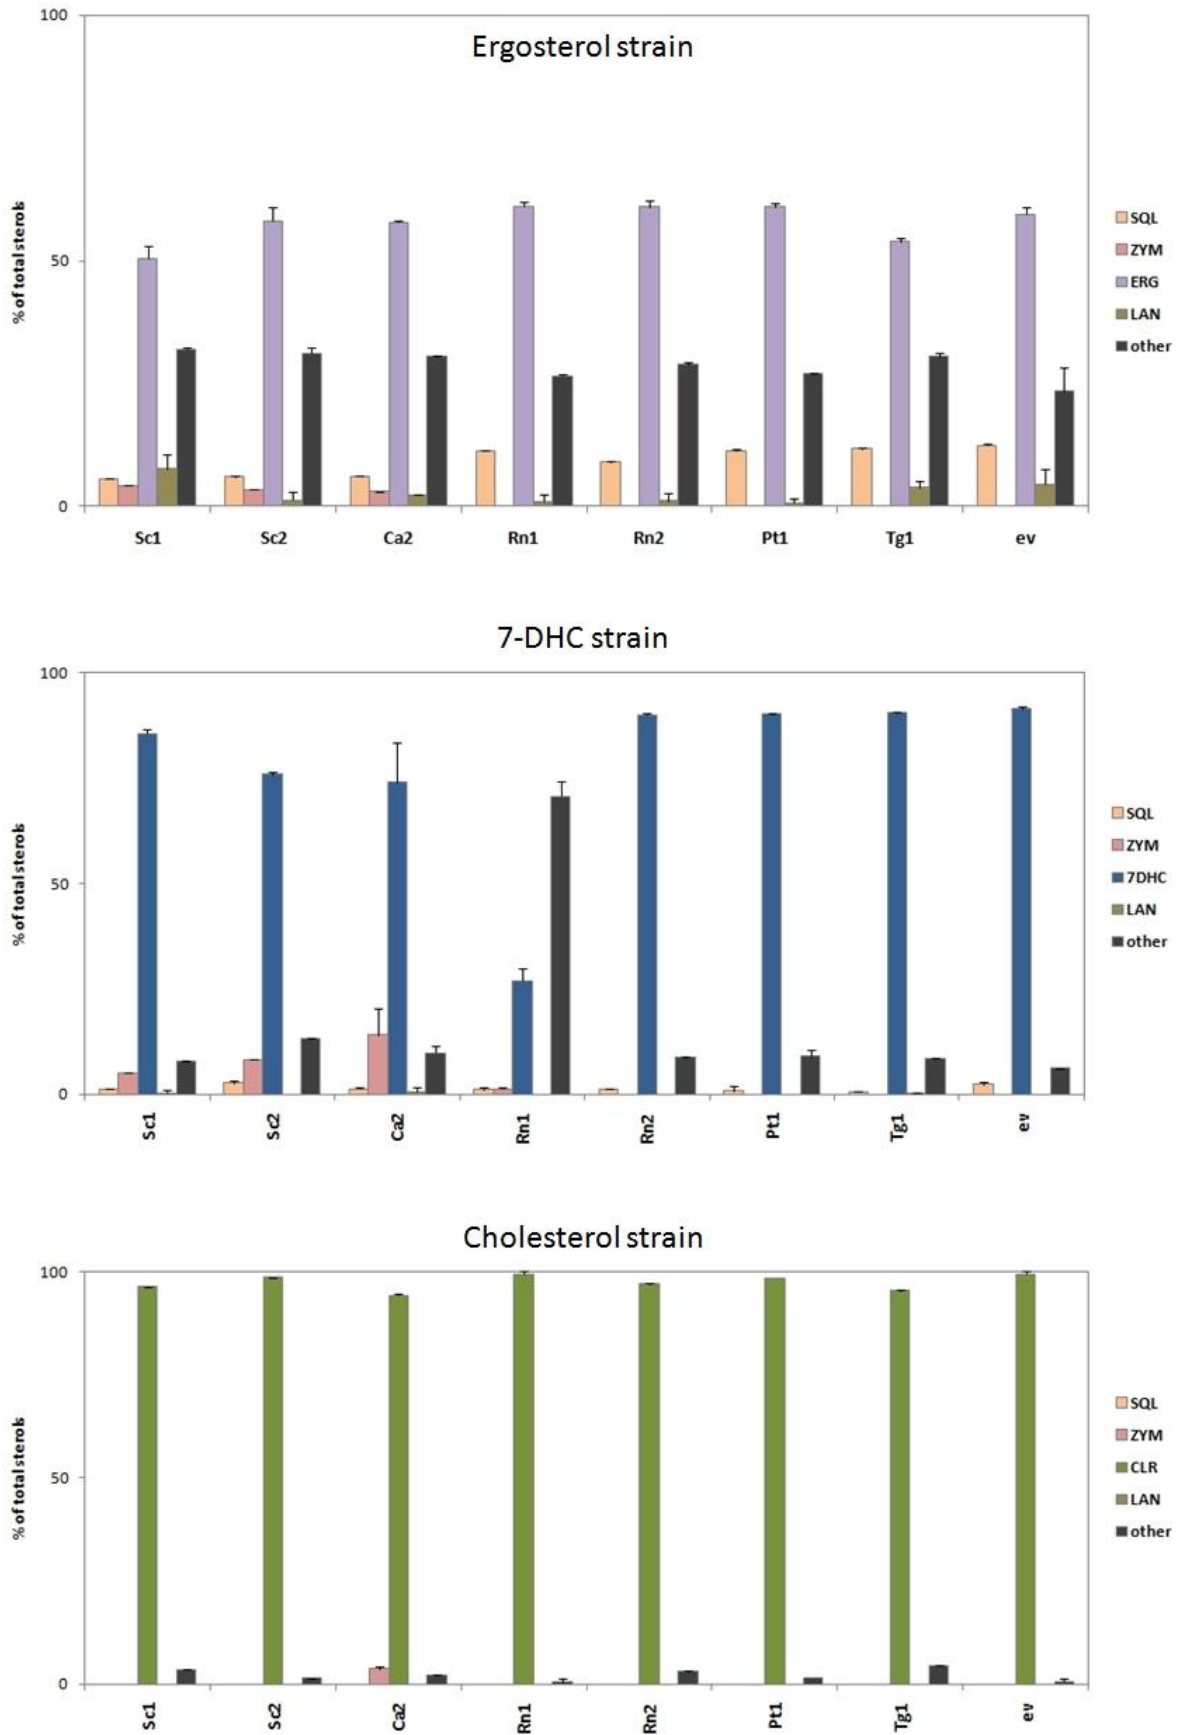 Ergosterol strain
100
50
0
% of total sterols
Sc1 Sc2 Ca2 Rn1 Rn2 Pt1 Tg1 ev
SQL
ZYM
ERG
LAN
other
7-DHC strain
100
50
0
% of total sterols
Sc1 Sc2 Ca2 Rn1 Rn2 Pt1 Tg1 ev
SQL
ZYM
7DHC
LAN
other
Cholesterol strain
100
50
0
% of total sterols
Sc1 Sc2 Ca2 Rn1 Rn2 Pt1 Tg1 ev
SQL
ZYM
CLR
LAN
other